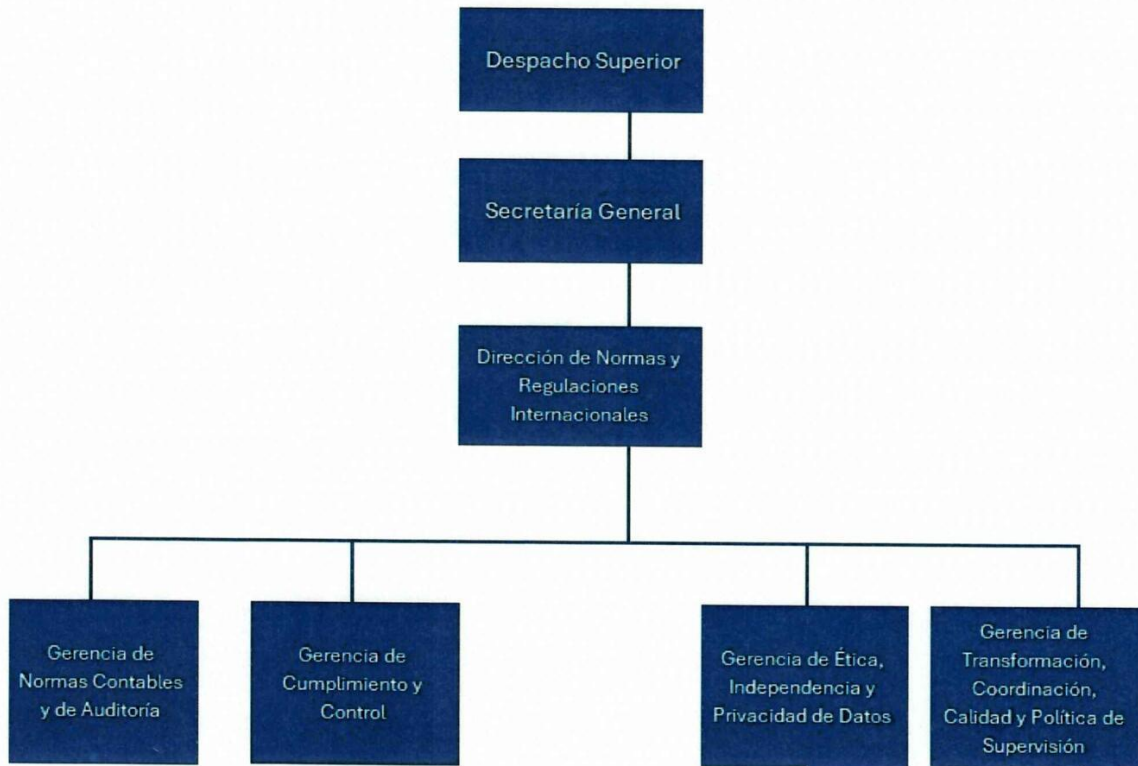 Despacho Superior
Secretaría General
Dirección de Normas y
Regulaciones
Internacionales
Gerencia de
Normas Contables
y de Auditoría
Gerencia de
Cumplimiento y
Control
Gerencia de Ética,
Independencia y
Privacidad de Datos
Gerencia de
Transformación,
Coordinación,
Calidad y Política de
Supervisión